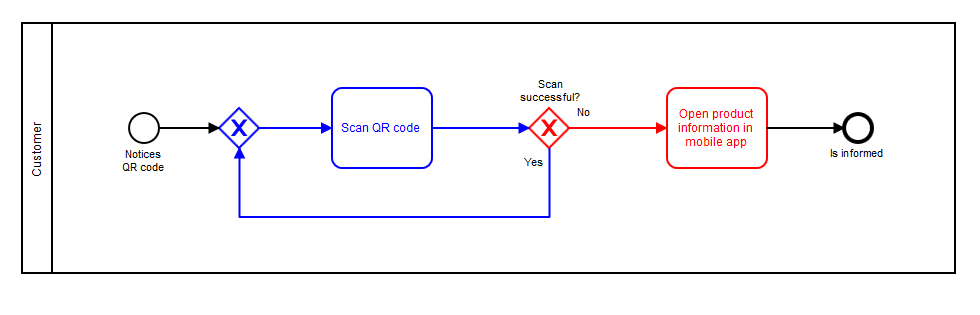 Customer
Notices
QR code
Scan QR code
Scan
successful?
No
Yes
Open product
information in
mobile app
Is informed